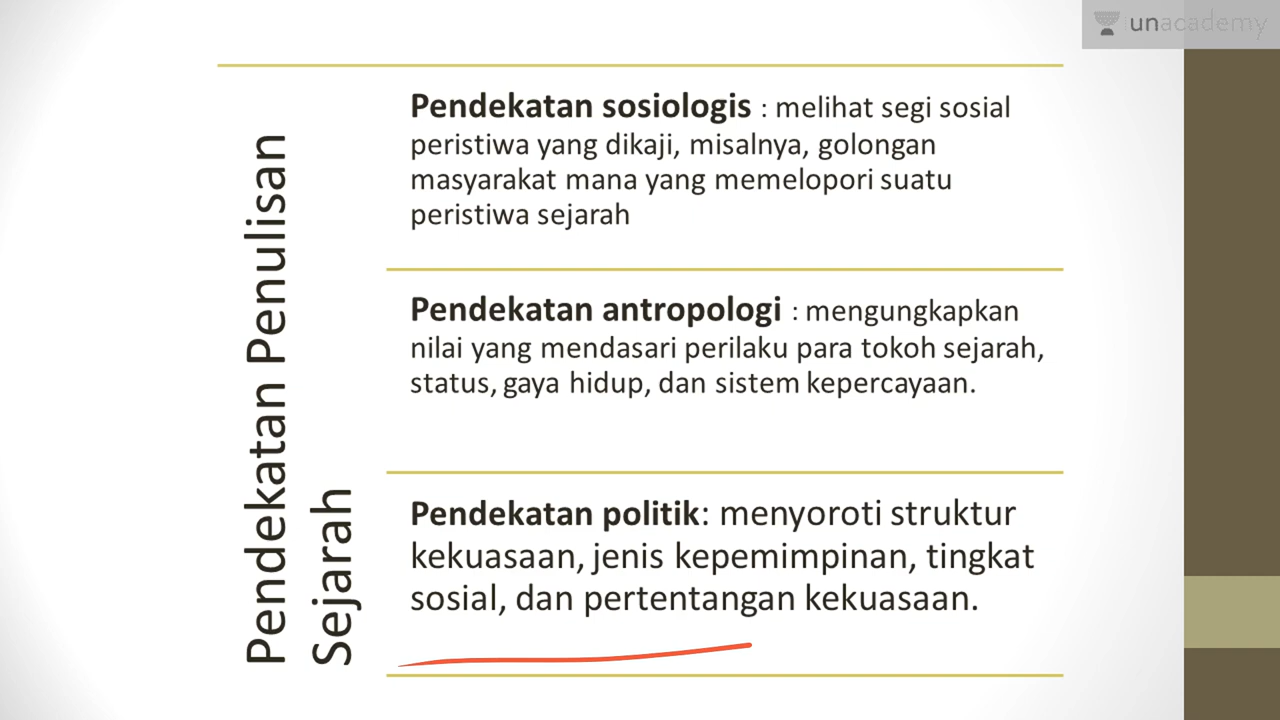 unacademy
Pendekatan Penulisan
Sejarah
Pendekatan sosiologis : melihat segi sosial
peristiwa yang dikaji, misalnya, golongan
masyarakat mana yang memelopori suatu
peristiwa sejarah
Pendekatan antropologi : mengungkapkan
nilai yang mendasari perilaku para tokoh sejarah,
status, gaya hidup, dan sistem kepercayaan.
Pendekatan politik: menyoroti struktur
kekuasaan, jenis kepemimpinan, tingkat
sosial, dan pertentangan kekuasaan.